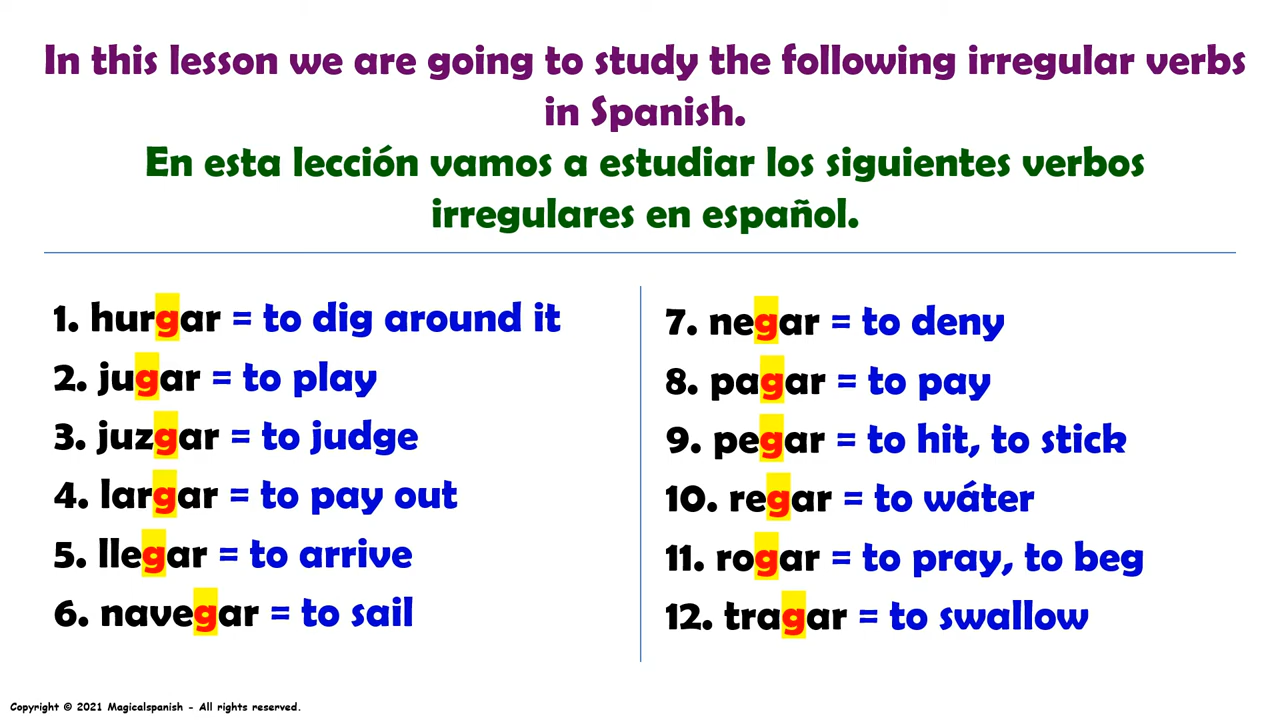 In this lesson we are going to study the following irregular verbs
in Spanish.
En esta lección vamos a estudiar los siguientes verbos
irregulares en español.
1. hurgar = to dig around it
2. jugar = to play
3. juzgar = to judge
4. largar = to pay out
5. llegar = to arrive
6. navegar = to sail
7. negar = to deny
8. pagar = to pay
9. pegar = to hit, to stick
10. regar = to wáter
11. rogar = to pray, to beg
12. tragar = to swallow
Copyright © 2021 Magicalspanish - All rights reserved.